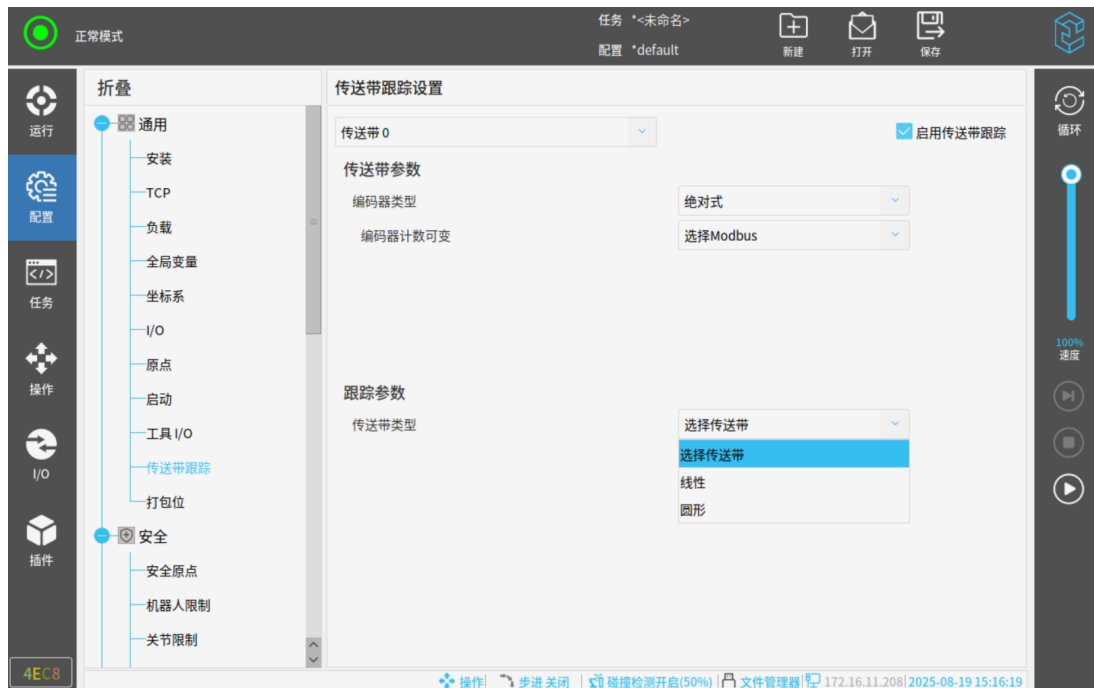 正常模式
任务 *<未命名>
配置 *default
新建
打开
保存
运行
配置
任务
操作
I/O
插件
4EC8
折叠
通用
安装
TCP
负载
全局变量
坐标系
I/O
原点
启动
工具 I/O
传送带跟踪
打包位
安全
安全原点
机器人限制
关节限制
传送带跟踪设置
传送带 0
启用传送带跟踪
传送带参数
编码器类型
绝对式
编码器计数可变
选择Modbus
跟踪参数
传送带类型
选择传送带
选择传送带
线性
圆形
循环
100%
速度
操作 步进 关闭 碰撞检测开启(50%) 文件管理器 172.16.11.208 2025-08-19 15:16:19